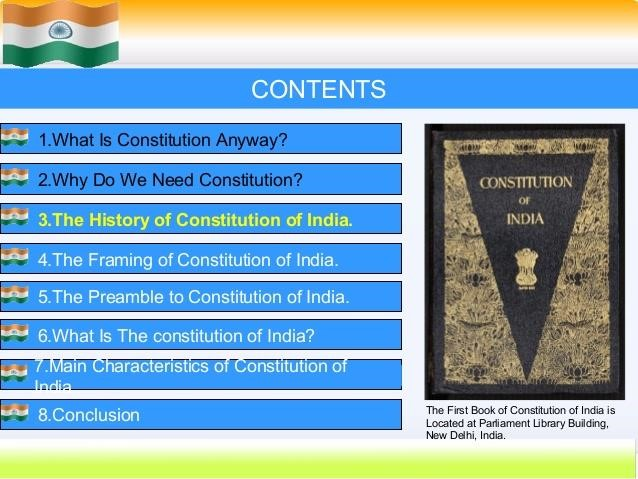 CONTENTS
1.What Is Constitution Anyway?
2.Why Do We Need Constitution?
3.The History of Constitution of India.
4.The Framing of Constitution of India.
5.The Preamble to Constitution of India.
6.What Is The constitution of India?
7.Main Characteristics of Constitution of
India
8.Conclusion
CONSTITUTION
OF
INDIA
The First Book of Constitution of India is
Located at Parliament Library Building,
New Delhi, India.